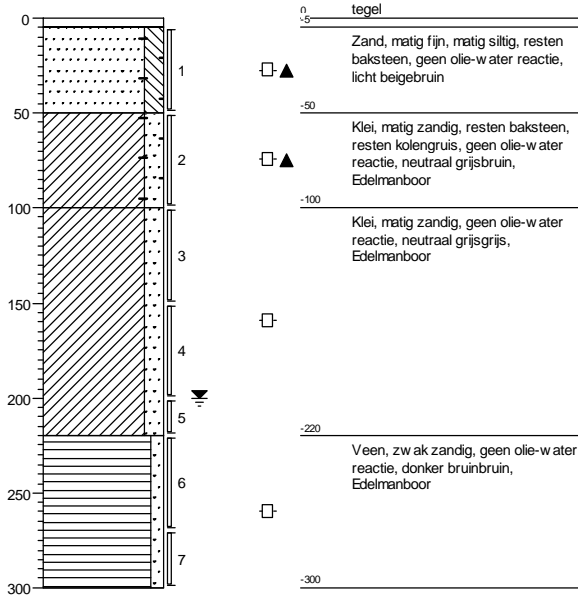 0
50
100
150
200
250
300
1
2
3
4
5
6
7
0
tegel
-5
Zand, matig fijn, matig siltig, resten
baksteen, geen olie-water reactie,
licht beigebruin
-50
Klei, matig zandig, resten baksteen,
resten kolengruis, geen olie-water
reactie, neutraal grijsbruin,
Edelmanboor
-100
Klei, matig zandig, geen olie-water
reactie, neutraal grijsgrijs,
Edelmanboor
-220
Veen, zwak zandig, geen olie-water
reactie, donker bruinbruin,
Edelmanboor
-300